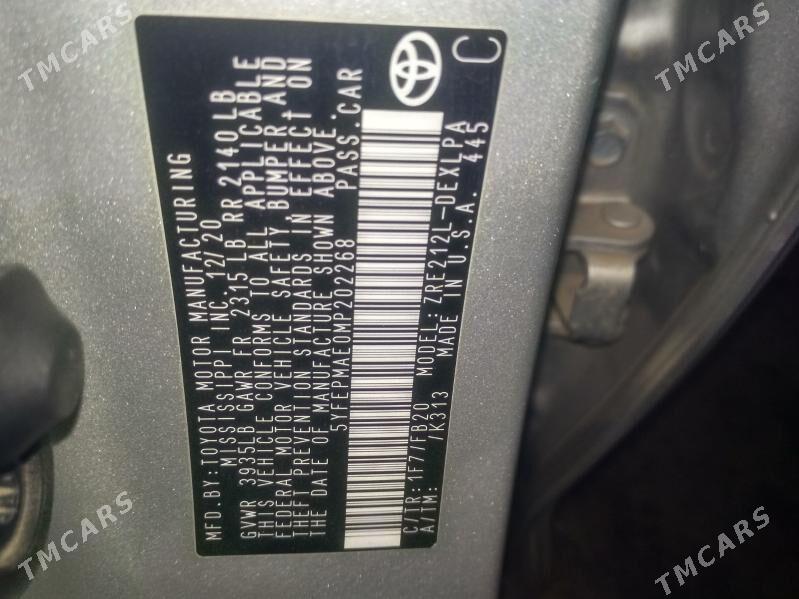 MFD. BY:TOYOTA MOTOR MANUFACTURING
MISSISSIPPI INC. 12/20
GVWR 3935LB GAWR FR 2315 LB RR 2140 LB
THIS VEHICLE CONFORMS TO ALL APPLICABLE
FEDERAL MOTOR VEHICLE SAFETY BUMPER AND
THEFT PREVENTION STANDARDS IN EFFECT ON
THE DATE OF MANUFACTURE SHOWN ABOVE.
5YFEPMAE0MP202268 PASS.CAR
C/TR:1F7/FB20 MODEL:ZRE212L-DEXLPA
A/TM: /K313 MADE IN U.S.A. 445
C
TMCARS
TMCARS
TMCARS
TMCARS
TMCARS